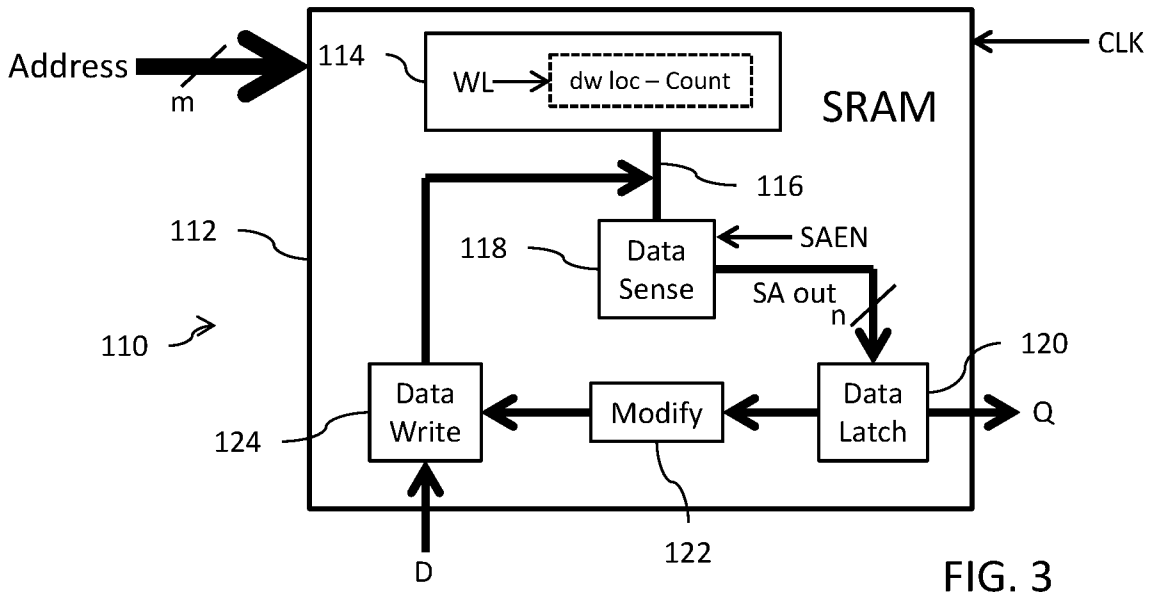 Address
m
114
WL
dw loc – Count
CLK
SRAM
116
112
118
Data
Sense
SAEN
SA out
n
110
120
Data
Write
Modify
Data
Latch
Q
124
D
122
FIG. 3